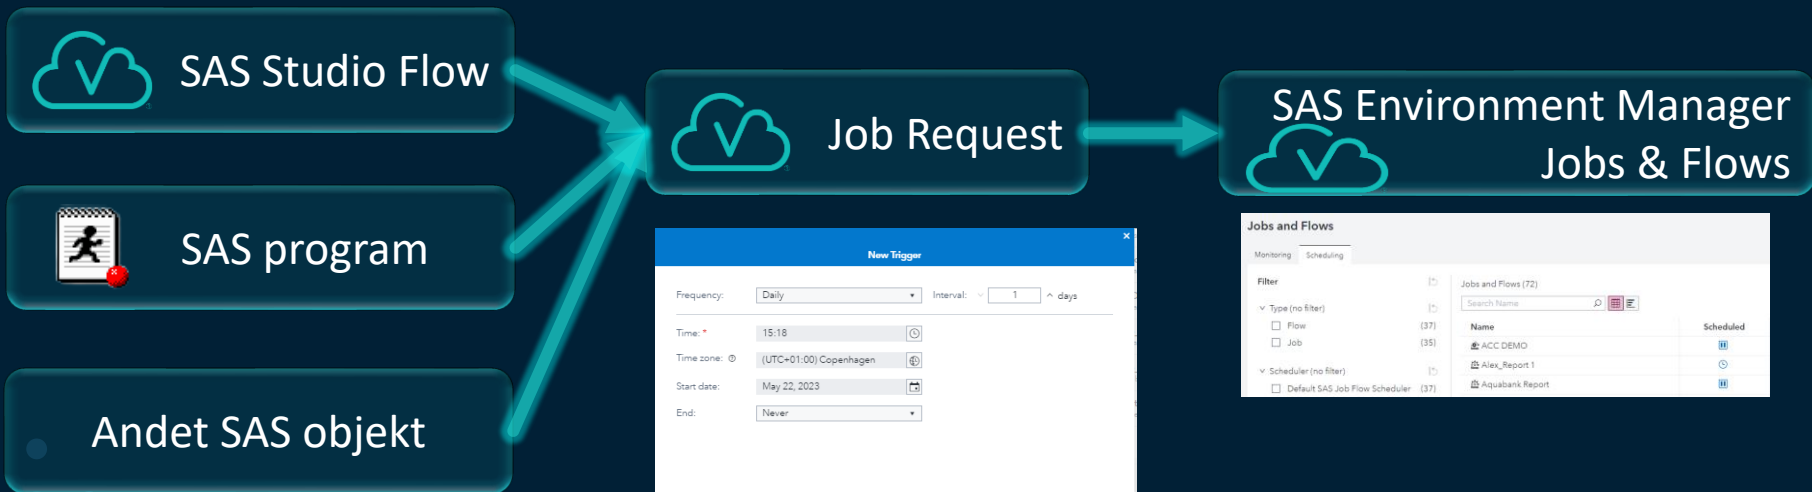 SAS Studio Flow
SAS program
Andet SAS objekt
Job Request
New Trigger
Frequency: Daily Interval: 1 days
Time: * 15:18
Time zone: (UTC+01:00) Copenhagen
Start date: May 22, 2023
End: Never
SAS Environment Manager
Jobs & Flows
Jobs and Flows
Monitoring Scheduling
Filter
Type (no filter)
Flow (37)
Job (35)
Scheduler (no filter)
Default SAS Job Flow Scheduler (37)
Jobs and Flows (72)
Search Name
Name Scheduled
ACC DEMO
Alex_Report 1
Aquabank Report